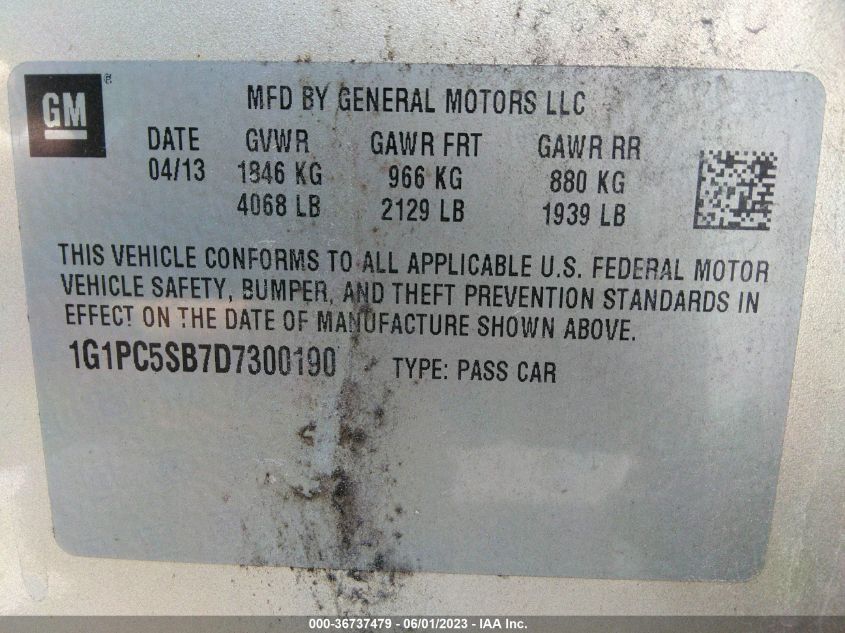 GM ®
MFD BY GENERAL MOTORS LLC
DATE GVWR GAWR FRT GAWR RR
04/13 1846 KG 966 KG 880 KG
4068 LB 2129 LB 1939 LB
THIS VEHICLE CONFORMS TO ALL APPLICABLE U.S. FEDERAL MOTOR
VEHICLE SAFETY, BUMPER, AND THEFT PREVENTION STANDARDS IN
EFFECT ON THE DATE OF MANUFACTURE SHOWN ABOVE.
1G1PC5SB7D7300190 TYPE: PASS CAR
000-36737479 - 06/01/2023 - IAA Inc.